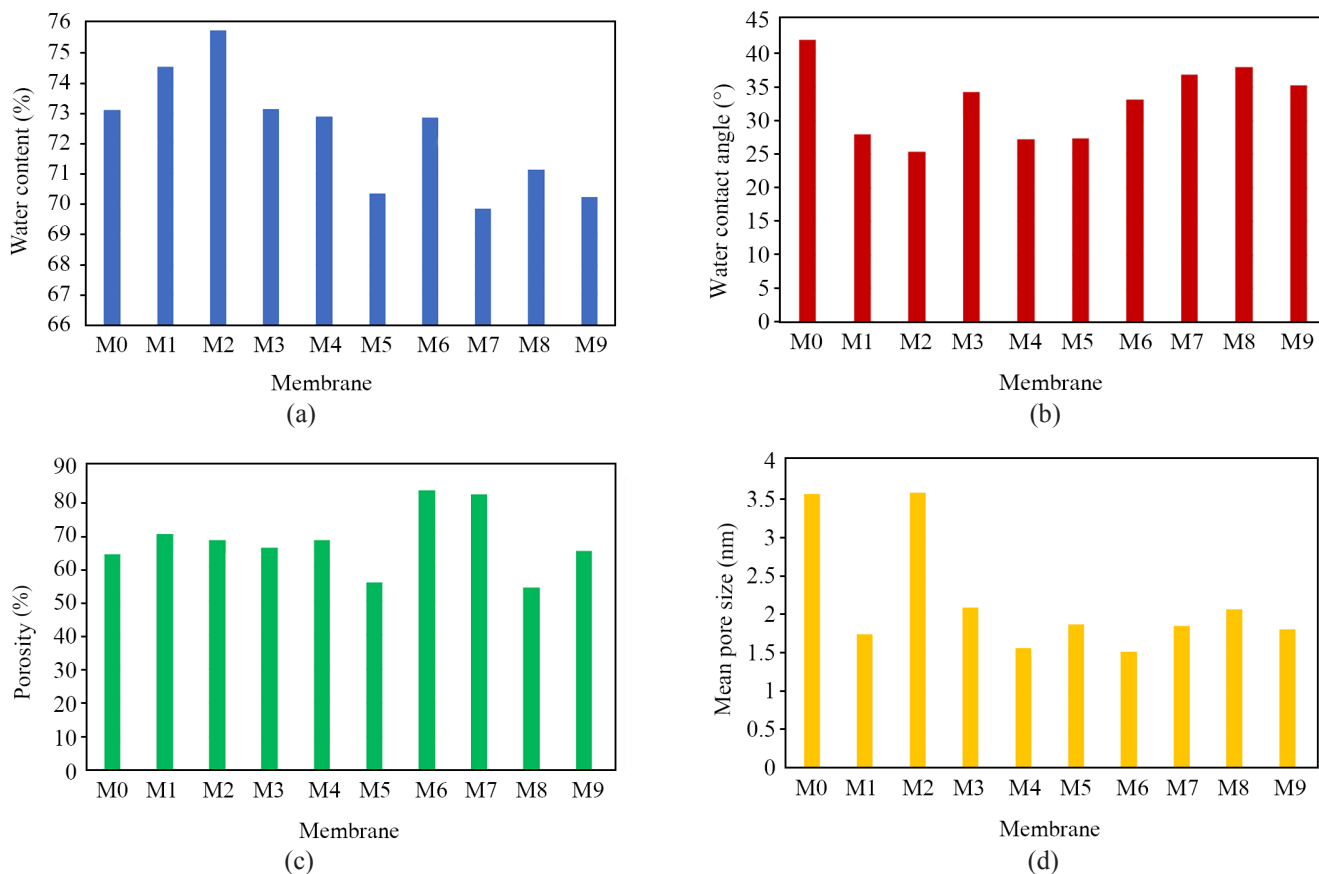 Water content (%)
76
75
74
73
72
71
70
69
68
67
66
M0 M1 M2 M3 M4 M5 M6 M7 M8 M9
Membrane
(a)
Water contact angle (°)
45
40
35
30
25
20
15
10
5
0
M0 M1 M2 M3 M4 M5 M6 M7 M8 M9
Membrane
(b)
Porosity (%)
90
80
70
60
50
40
30
20
10
0
M0 M1 M2 M3 M4 M5 M6 M7 M8 M9
Membrane
(c)
Mean pore size (nm)
4
3.5
3
2.5
2
1.5
1
0.5
0
M0 M1 M2 M3 M4 M5 M6 M7 M8 M9
Membrane
(d)